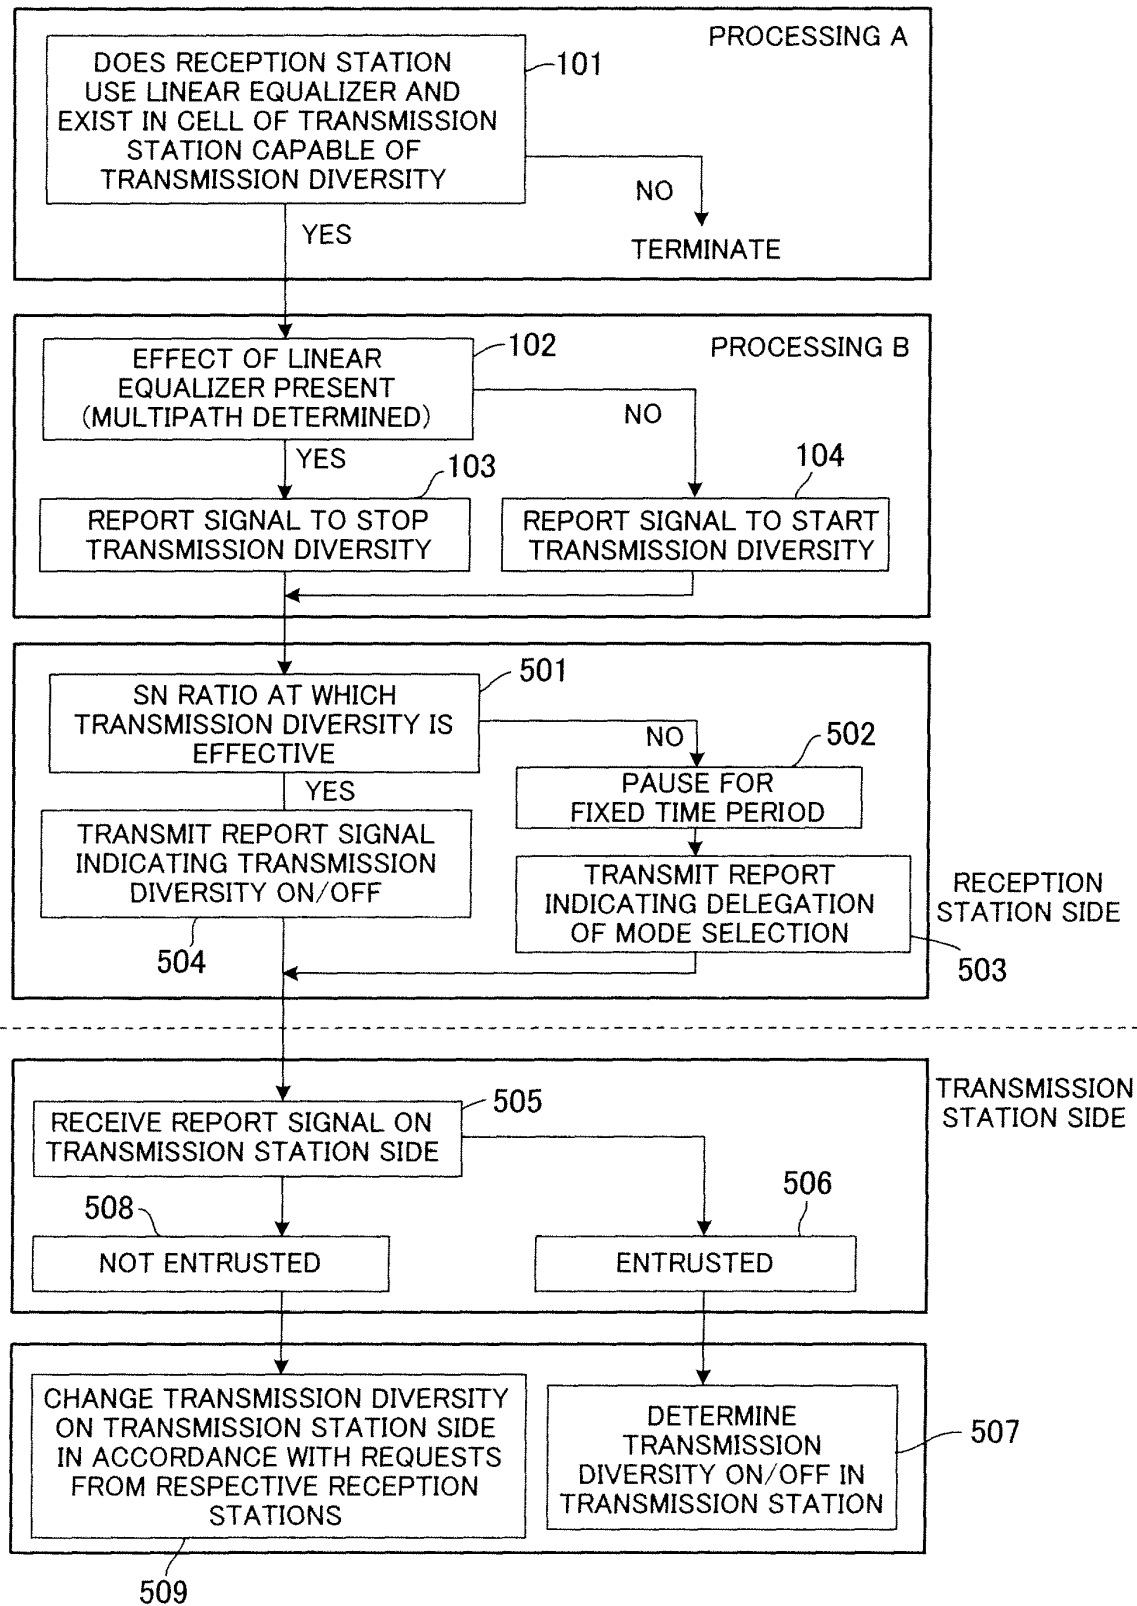 PROCESSING A
DOES RECEPTION STATION
USE LINEAR EQUALIZER AND
EXIST IN CELL OF TRANSMISSION
STATION CAPABLE OF
TRANSMISSION DIVERSITY
101
NO
YES
TERMINATE
PROCESSING B
EFFECT OF LINEAR
EQUALIZER PRESENT
(MULTIPATH DETERMINED)
102
NO
YES
103
104
REPORT SIGNAL TO STOP
TRANSMISSION DIVERSITY
REPORT SIGNAL TO START
TRANSMISSION DIVERSITY
SN RATIO AT WHICH
TRANSMISSION DIVERSITY IS
EFFECTIVE
501
NO
502
YES
PAUSE FOR
FIXED TIME PERIOD
TRANSMIT REPORT SIGNAL
INDICATING TRANSMISSION
DIVERSITY ON/OFF
504
TRANSMIT REPORT
INDICATING DELEGATION
OF MODE SELECTION
503
RECEPTION
STATION SIDE
TRANSMISSION
STATION SIDE
RECEIVE REPORT SIGNAL ON
TRANSMISSION STATION SIDE
505
508
506
NOT ENTRUSTED
ENTRUSTED
CHANGE TRANSMISSION DIVERSITY
ON TRANSMISSION STATION SIDE
IN ACCORDANCE WITH REQUESTS
FROM RESPECTIVE RECEPTION
STATIONS
509
DETERMINE
TRANSMISSION
DIVERSITY ON/OFF IN
TRANSMISSION STATION
507